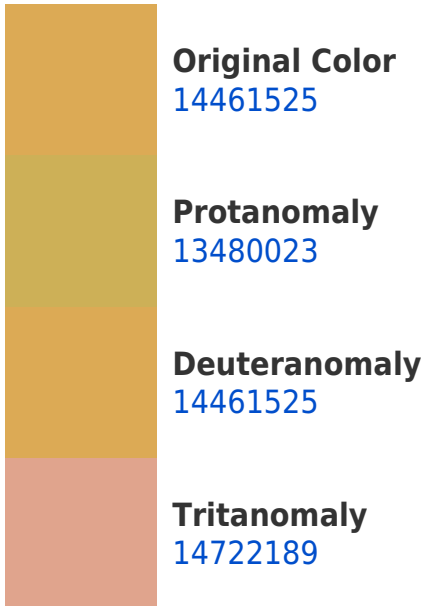 Original Color
14461525
Protanomaly
13480023
Deuteranomaly
14461525
Tritanomaly
14722189